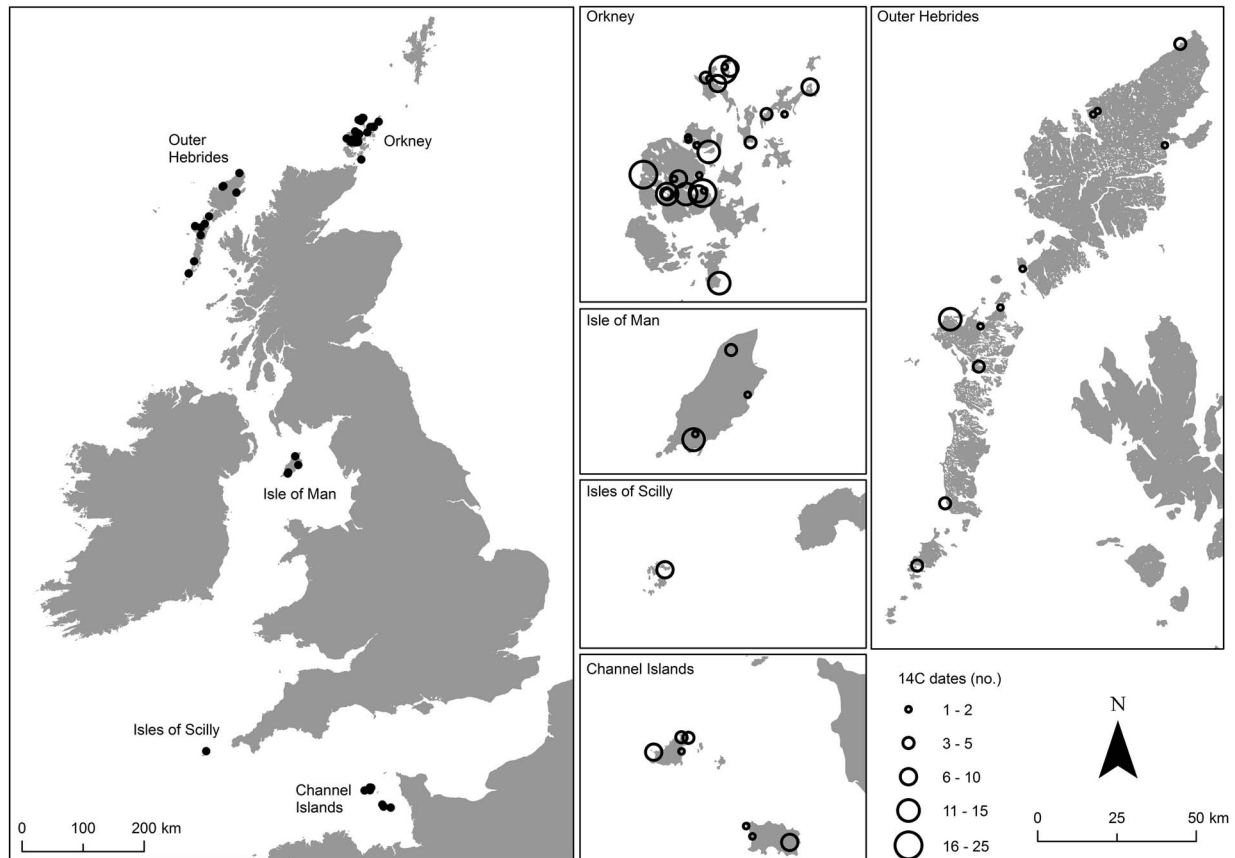 Outer
Hebrides
Orkney
Isle of Man
Isles of Scilly
Channel
Islands
0 100 200 km
Orkney
Isle of Man
Isles of Scilly
Channel Islands
Outer Hebrides
14C dates (no.)
1 - 2
3 - 5
6 - 10
11 - 15
16 - 25
N
0 25 50 km